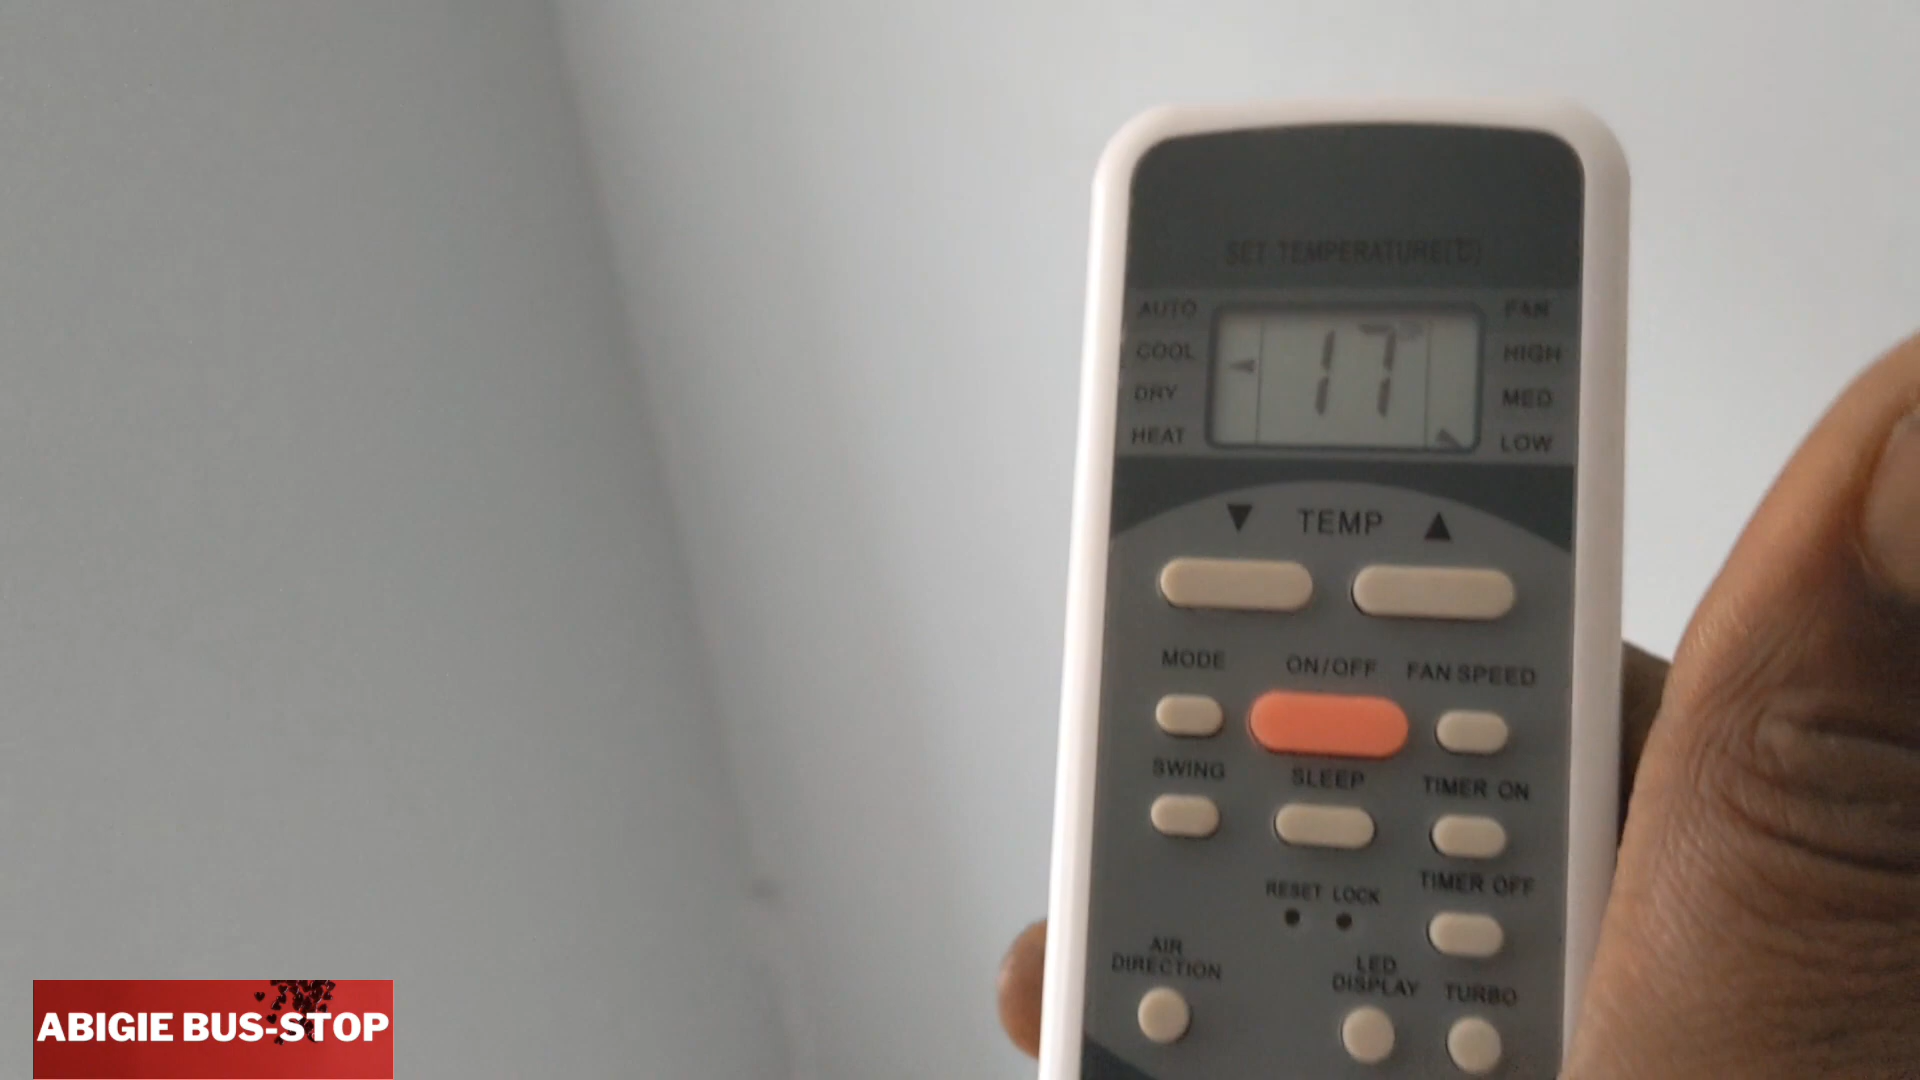 SET TEMPERATURE(°C)
AUTO
COOL
DRY
HEAT
17
FAN
HIGH
MED
LOW
▼ TEMP ▲
MODE
ON/OFF
FAN SPEED
SWING
SLEEP
TIMER ON
RESET LOCK
TIMER OFF
AIR
DIRECTION
LED
DISPLAY
TURBO
ABIGIE BUS-STOP